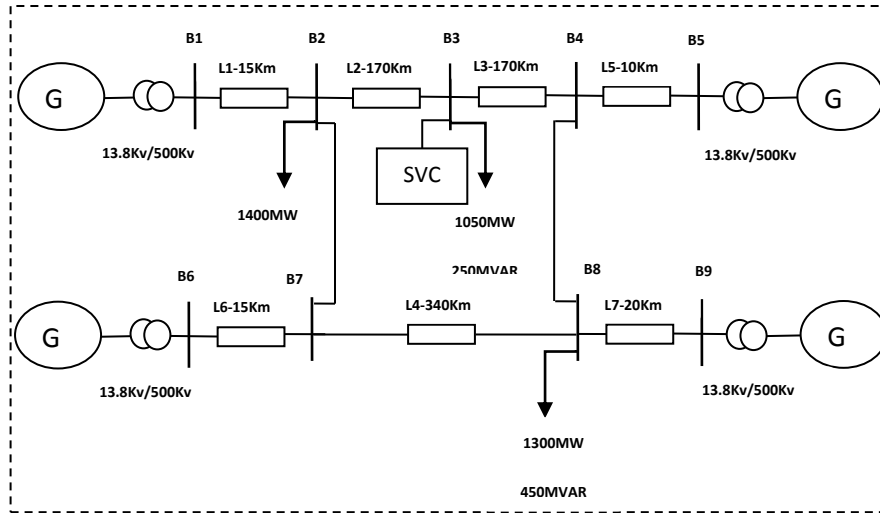 B1
B2
B3
B4
B5
L1-15Km
L2-170Km
L3-170Km
L5-10Km
G
G
13.8Kv/500Kv
SVC
13.8Kv/500Kv
1400MW
1050MW
250MVAR
B6
B7
B8
B9
L6-15Km
L4-340Km
L7-20Km
G
G
13.8Kv/500Kv
13.8Kv/500Kv
1300MW
450MVAR